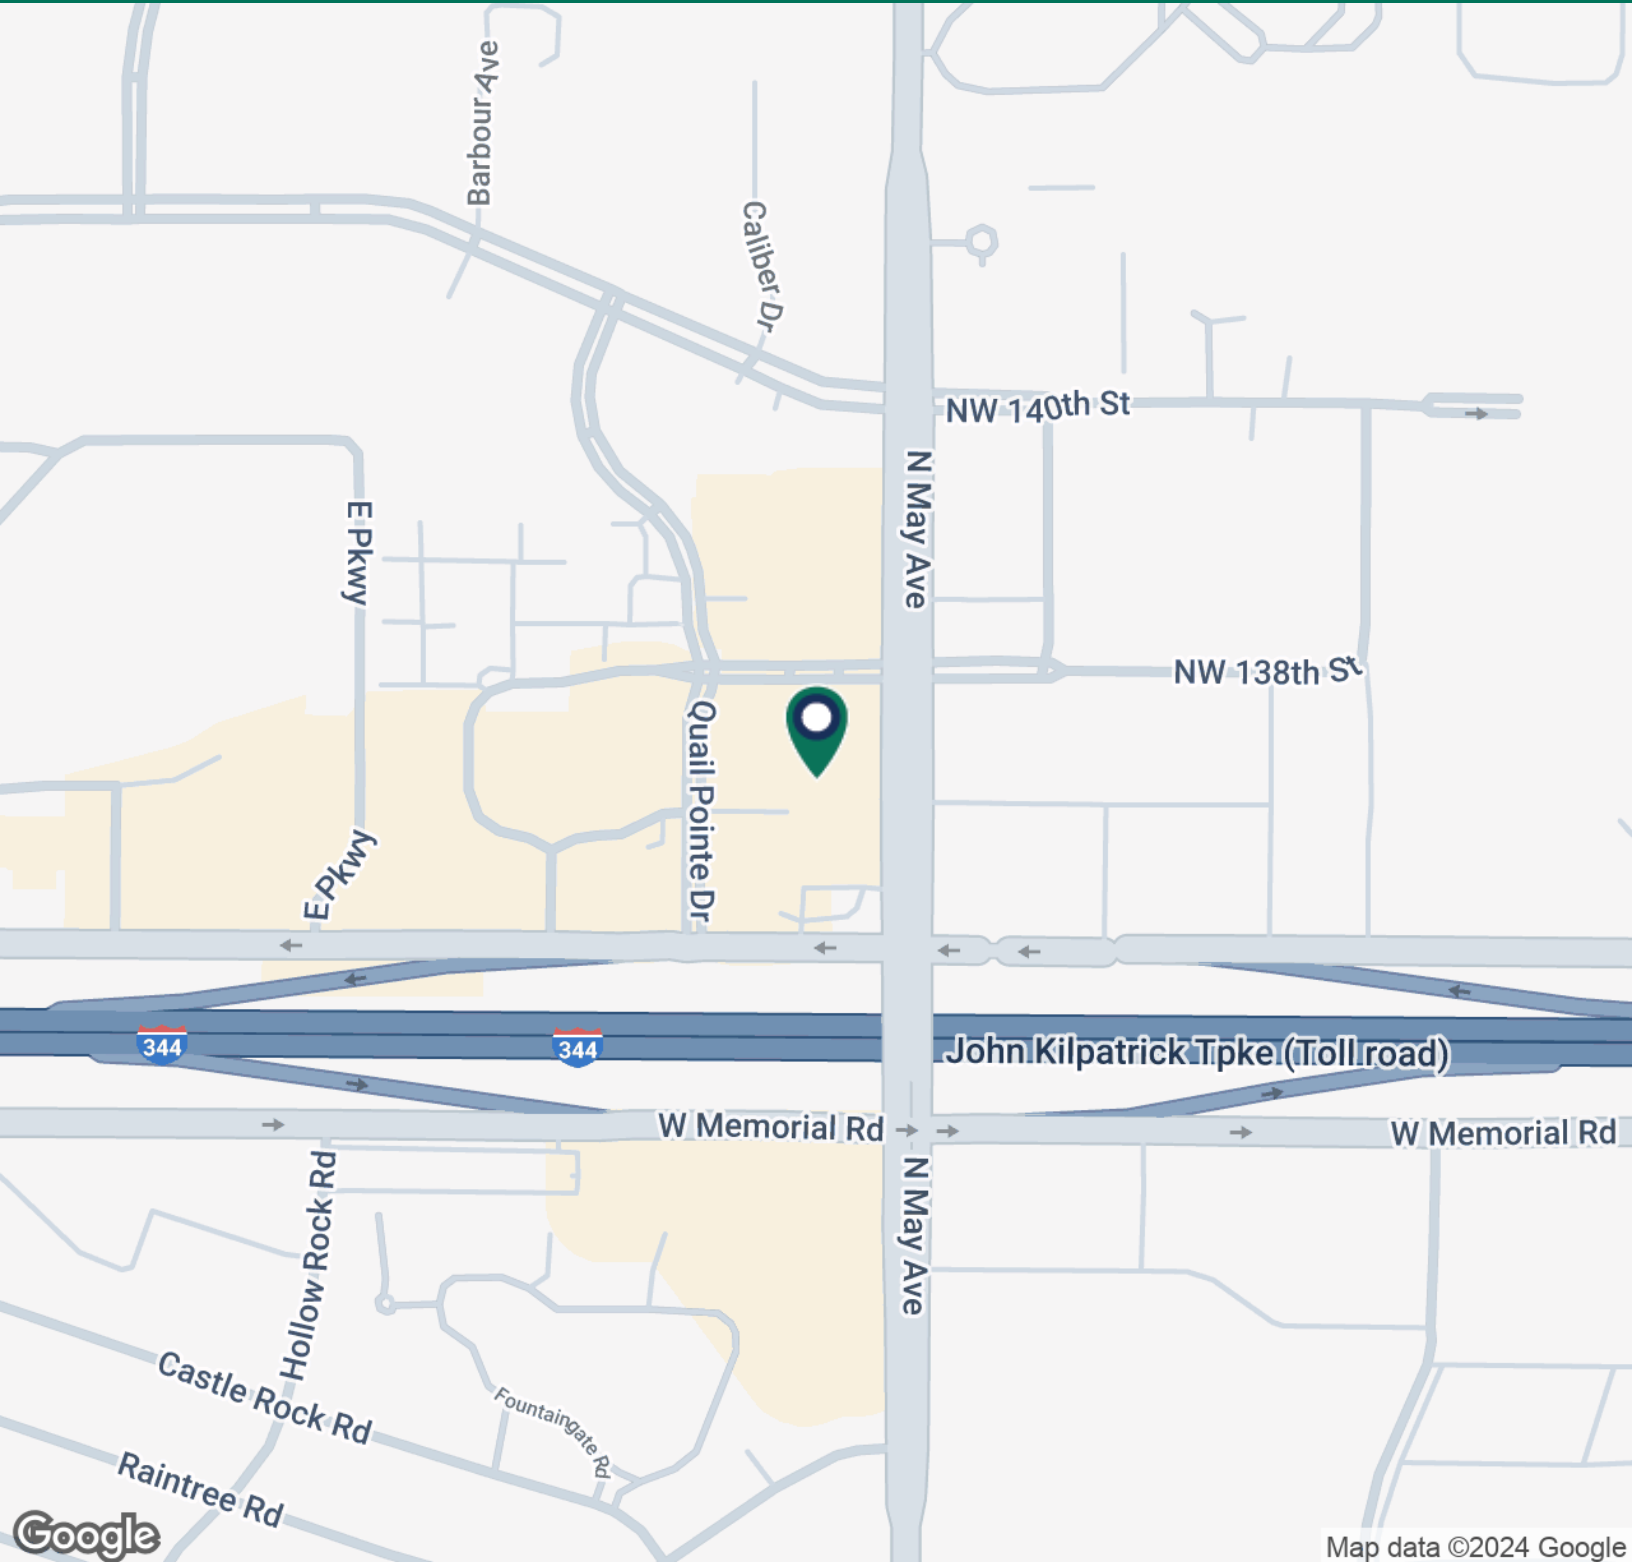 Barbour Ave
Caliber Dr
NW 140th St
N May Ave
E Pkwy
NW 138th St
Quail Pointe Dr
E Pkwy
344
344
John Kilpatrick Tpke (Toll road)
W Memorial Rd
W Memorial Rd
N May Ave
Hollow Rock Rd
Castle Rock Rd
Fountaingate Rd
Raintree Rd
Google
Map data ©2024 Google